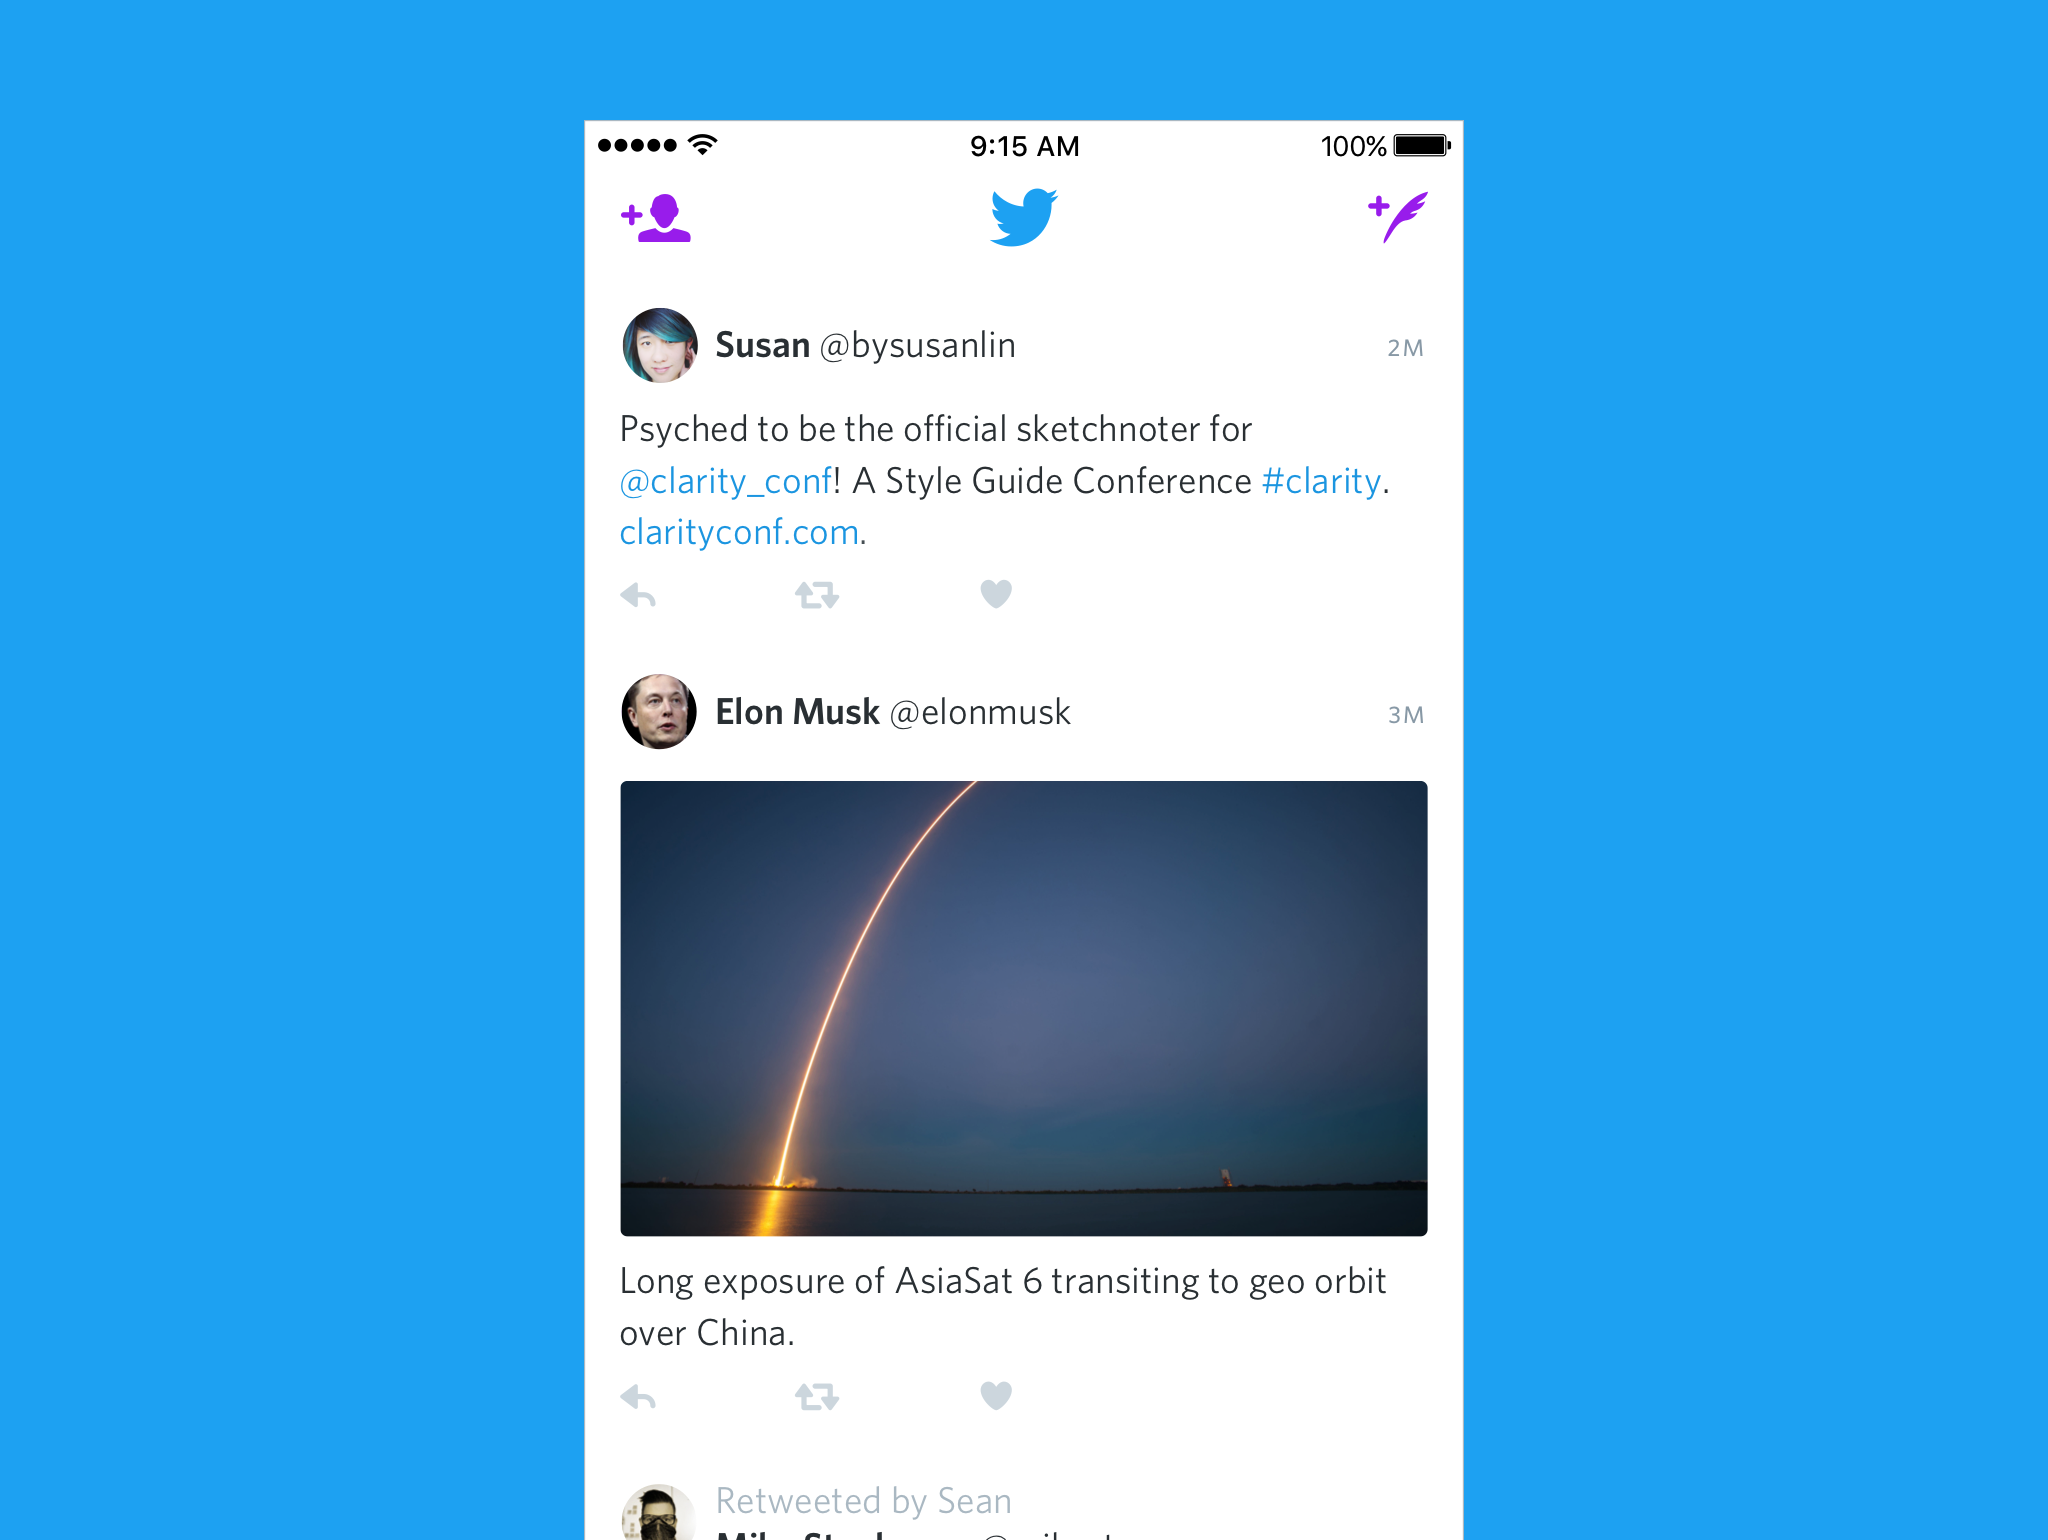 9:15 AM
100%
Susan @bysusanlin
2M
Psyched to be the official sketchnoter for
@clarity_conf! A Style Guide Conference #clarity.
clarityconf.com.
Elon Musk @elonmusk
3M
Long exposure of AsiaSat 6 transiting to geo orbit
over China.
Retweeted by Sean